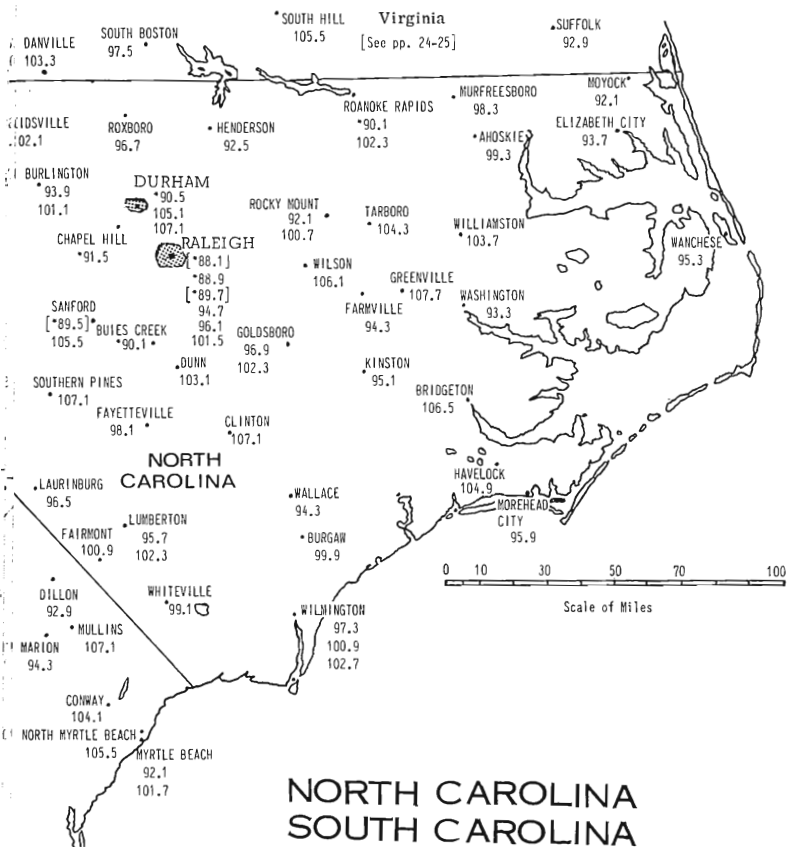 SOUTH HILL
105.5
Virginia
[See pp. 24-25]
SUFFOLK
92.9
DANVILLE
103.3
SOUTH BOSTON
97.5
MOYOCK
92.1
ROANOKE RAPIDS
*90.1
102.3
MURFREESBORO
98.3
ELIZABETH CITY
93.7
ROXBORO
96.7
HENDERSON
92.5
AHOSKIE
99.3
BURLINGTON
93.9
101.1
DURHAM
*90.5
105.1
107.1
ROCKY MOUNT
92.1
100.7
TARBORO
104.3
WILLIAMSTON
103.7
WANCHESE
95.3
CHAPEL HILL
*91.5
RALEIGH
[*88.1]
*88.9
[*89.7]
94.7
96.1
101.5
WILSON
106.1
GREENVILLE
107.7
FARMVILLE
94.3
WASHINGTON
93.3
SANFORD
[*89.5]
105.5
BUIES CREEK
*90.1
GOLDSBORO
96.9
102.3
DUNN
103.1
KINSTON
95.1
SOUTHERN PINES
107.1
BRIDGETON
106.5
FAYETTEVILLE
98.1
CLINTON
107.1
NORTH
CAROLINA
HAVELOCK
104.9
LAURINBURG
96.5
WALLACE
94.3
MOREHEAD
CITY
95.9
LUMBERTON
95.7
102.3
FAIRMONT
100.9
BURGAW
99.9
0 10 30 50 70 100
Scale of Miles
DILLON
92.9
WHITEVILLE
99.1
WILMINGTON
97.3
100.9
102.7
MULLINS
107.1
MARION
94.3
CONWAY
104.1
NORTH MYRTLE BEACH
105.5
MYRTLE BEACH
92.1
101.7
NORTH CAROLINA
SOUTH CAROLINA